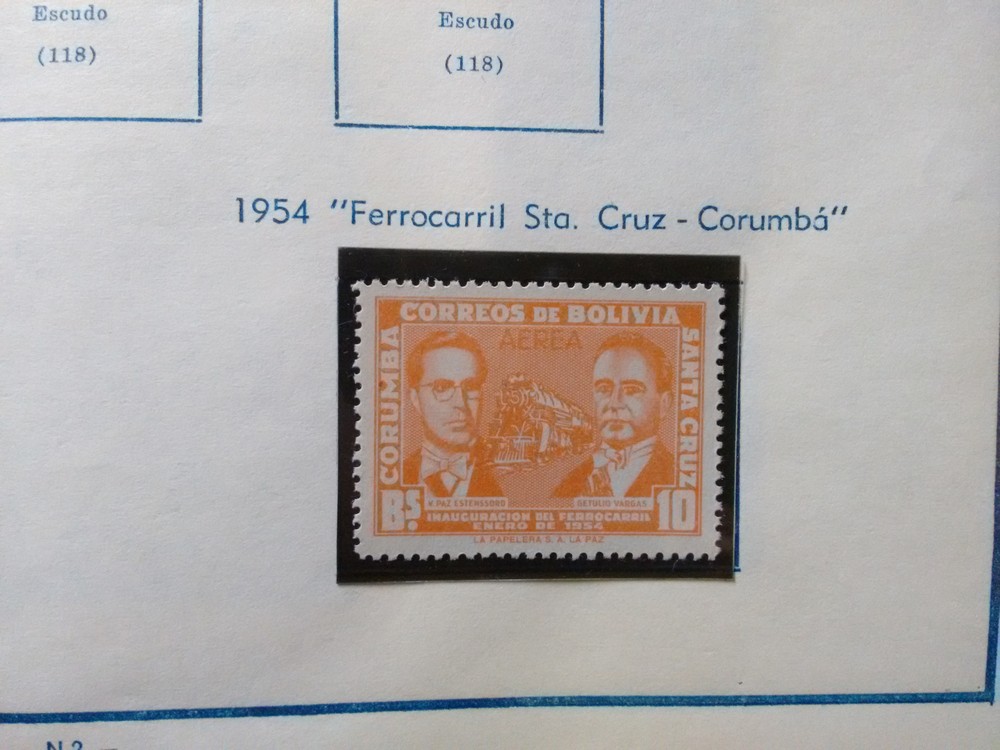 Escudo
(118)
Escudo
(118)
1954 "Ferrocarril Sta. Cruz - Corumbá"
CORREOS DE BOLIVIA
AEREA
CORUMBA
SANTA CRUZ
V. PAZ ESTENSSORO
GETULIO VARGAS
Bs. 10
INAUGURACION DEL FERROCARRIL
ENERO DE 1954
LA PAPELERA S. A. LA PAZ